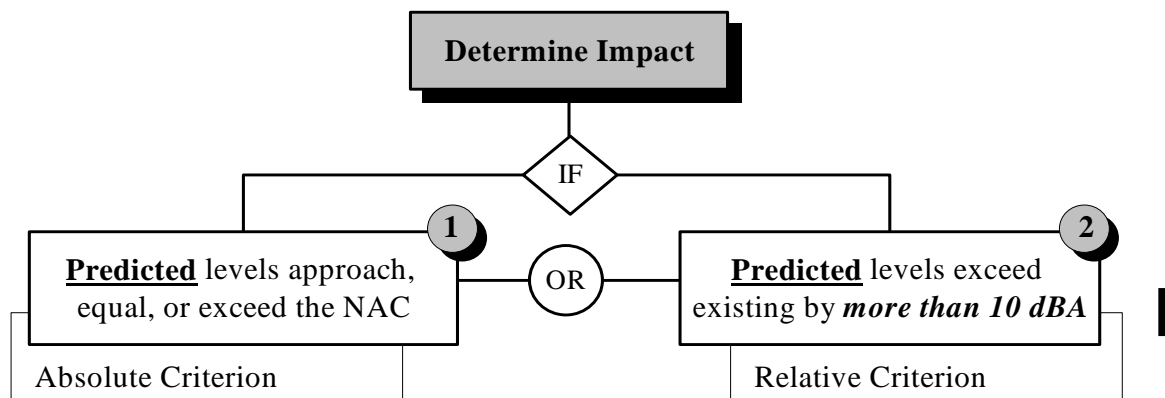 Determine Impact
IF
1
Predicted levels approach,
equal, or exceed the NAC
OR
2
Predicted levels exceed
existing by more than 10 dBA
Absolute Criterion
Relative Criterion